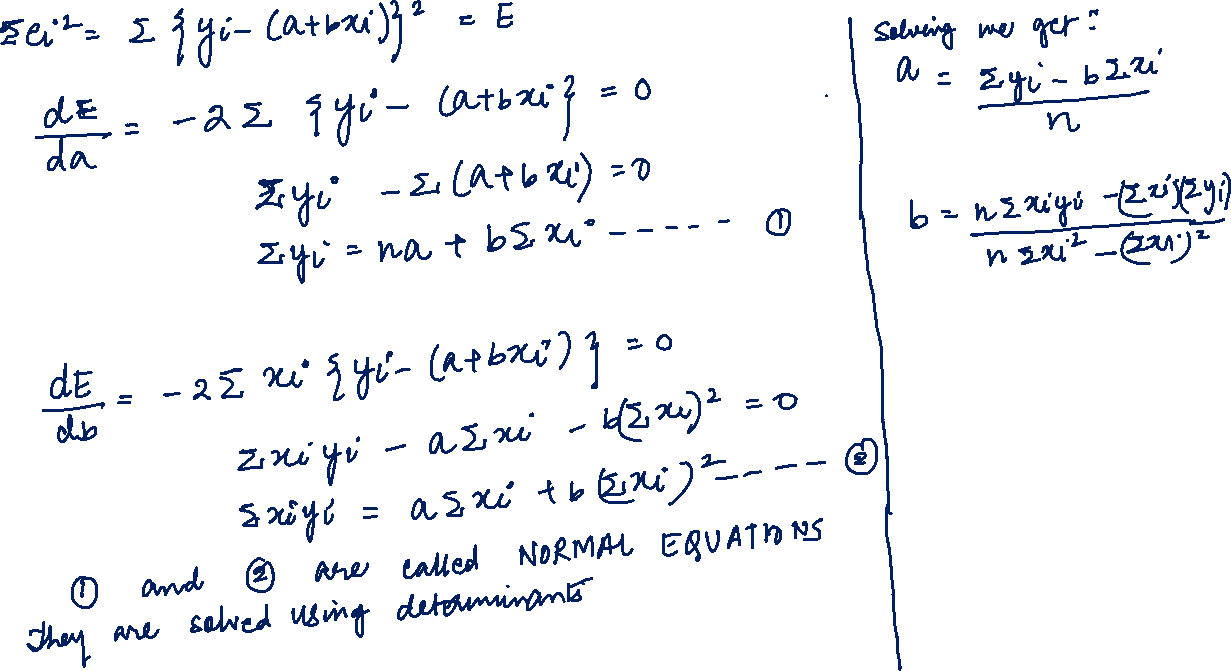 Σei² = Σ {yi - (a+bxi)}² = E
dE/da = -2Σ {yi - (a+bxi} = 0
Σyi - Σ(a+bxi) = 0
Σyi = na + bΣxi ---- ①
dE/db = -2Σ xi {yi - (a+bxi)} = 0
Σxiyi - aΣxi - b(Σxi)² = 0
Σxiyi = aΣxi + b(Σxi)² ---- ②
① and ② are called NORMAL EQUATIONS
They are solved using determinants
Solving we get:
a = (Σyi - bΣxi)/n
b = (nΣxiyi - (Σxi)(Σyi))/(nΣxi² - (Σxi)²)